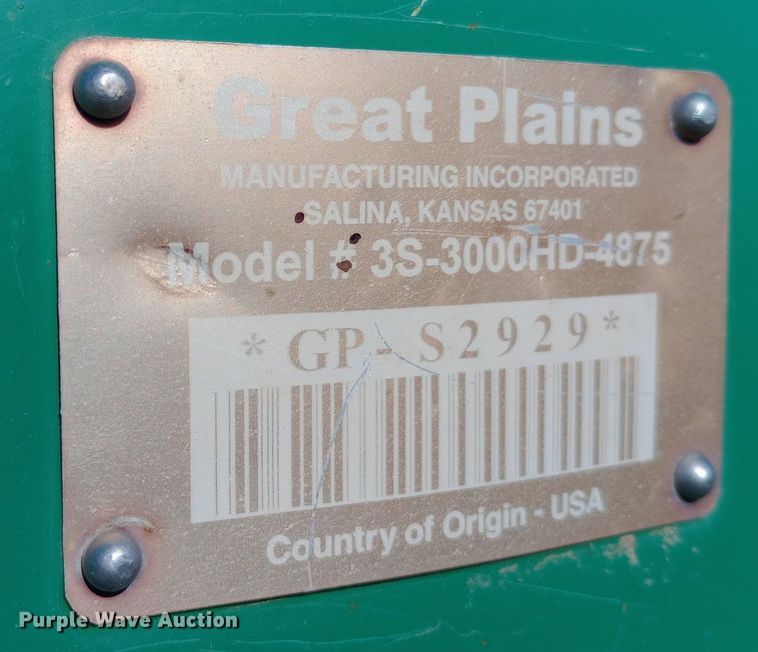 Great Plains
MANUFACTURING INCORPORATED
SALINA, KANSAS 67401
Model # 3S-3000HD-4875
* GP- S2929 *
Country of Origin - USA
Purple Wave Auction